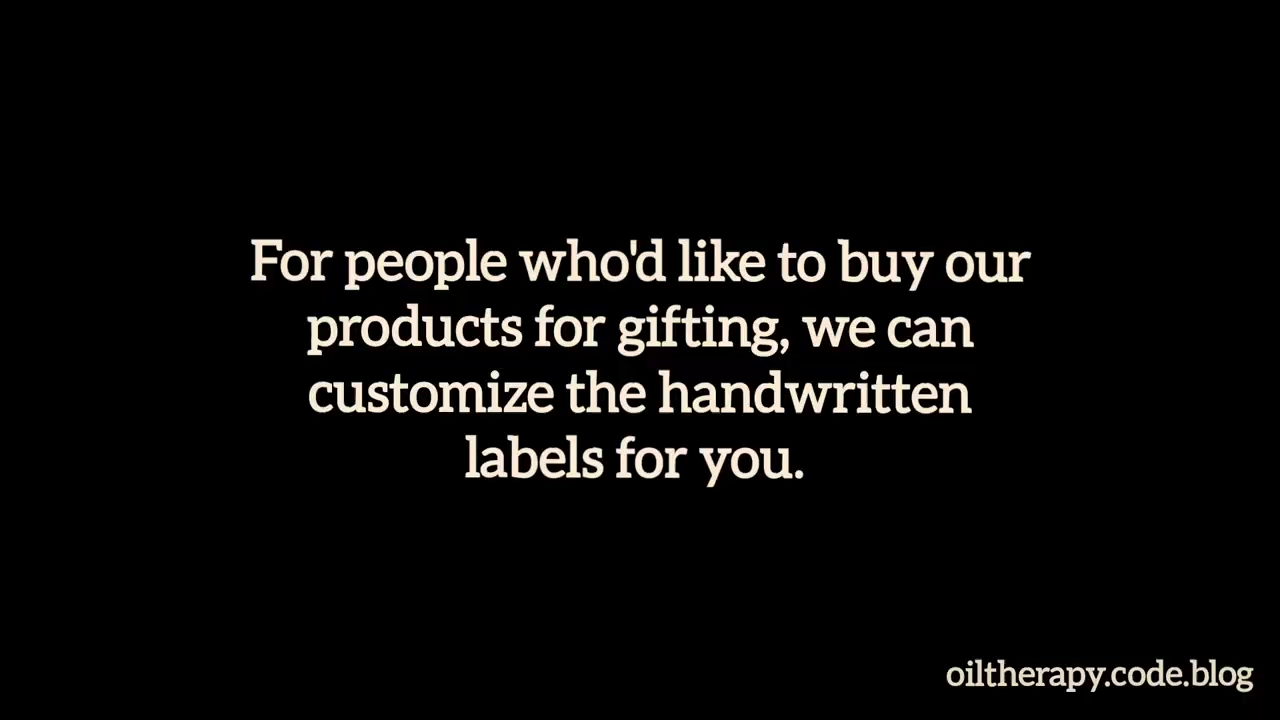 For people who'd like to buy our
products for gifting, we can
customize the handwritten
labels for you.
oiltherapy.code.blog